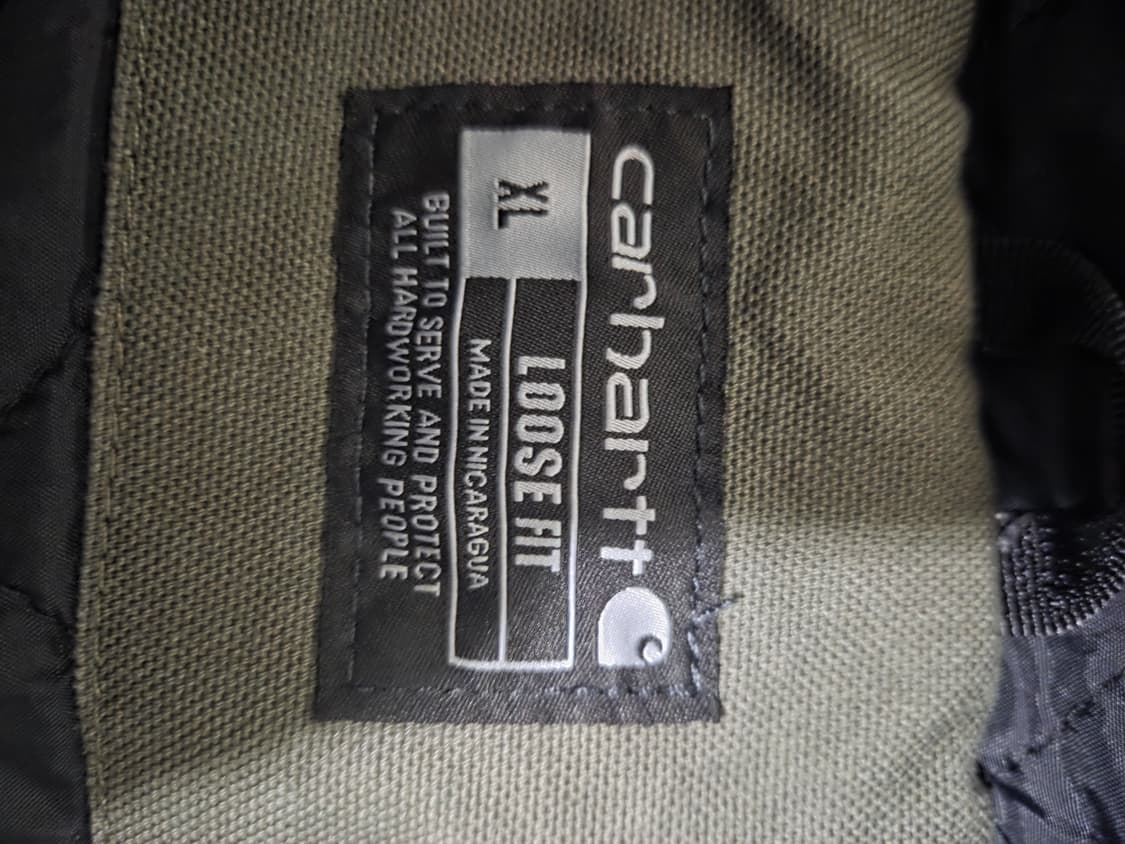 carhartt
XL
LOOSE FIT
MADE IN NICARAGUA
BUILT TO SERVE AND PROTECT
ALL HARDWORKING PEOPLE